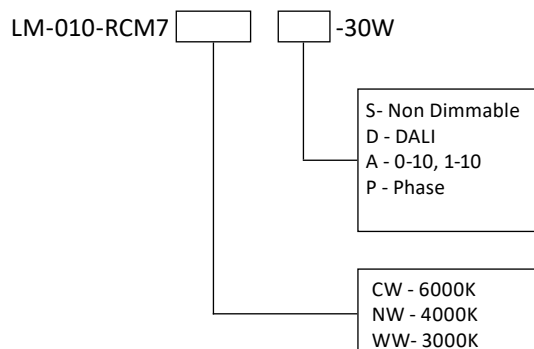 LM-010-RCM7 -30W
S- Non Dimmable
D - DALI
A - 0-10, 1-10
P - Phase
CW - 6000K
NW - 4000K
WW- 3000K